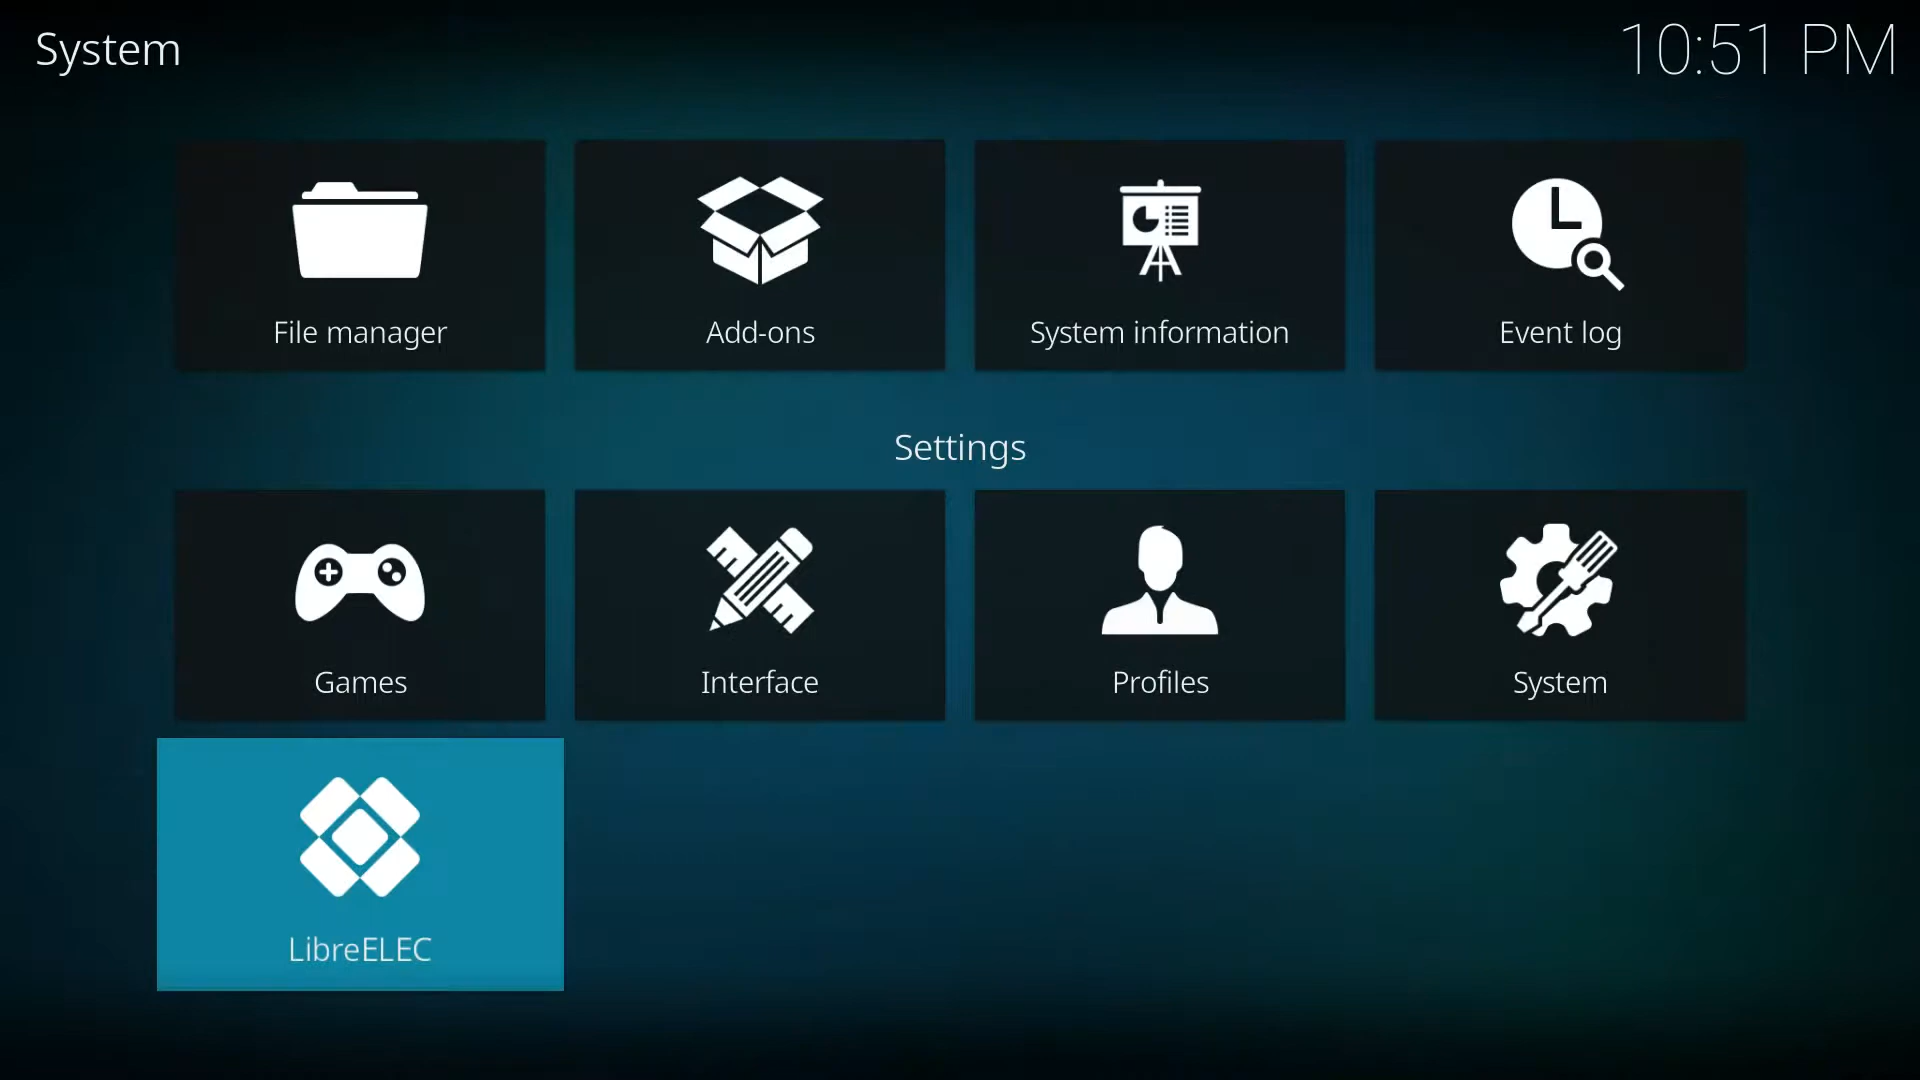 System
10:51 PM
File manager
Add-ons
System information
Event log
Settings
Games
Interface
Profiles
System
LibreELEC